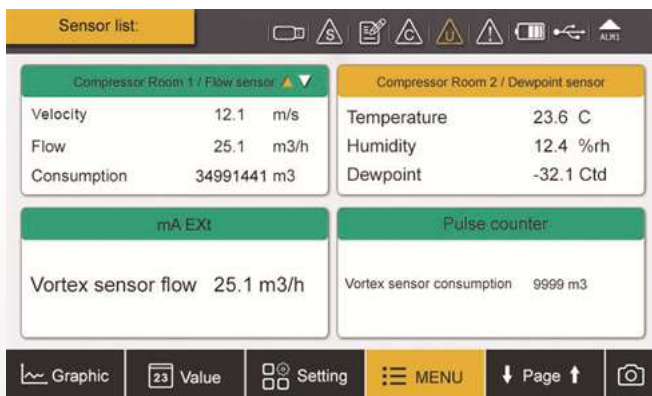 Sensor list:
S
C
U
ALM1
Compressor Room 1 / Flow sensor
Velocity 12.1 m/s
Flow 25.1 m3/h
Consumption 34991441 m3
Compressor Room 2 / Dewpoint sensor
Temperature 23.6 C
Humidity 12.4 %rh
Dewpoint -32.1 Ctd
mA EXt
Vortex sensor flow 25.1 m3/h
Pulse counter
Vortex sensor consumption 9999 m3
Graphic
23 Value
Setting
MENU
Page